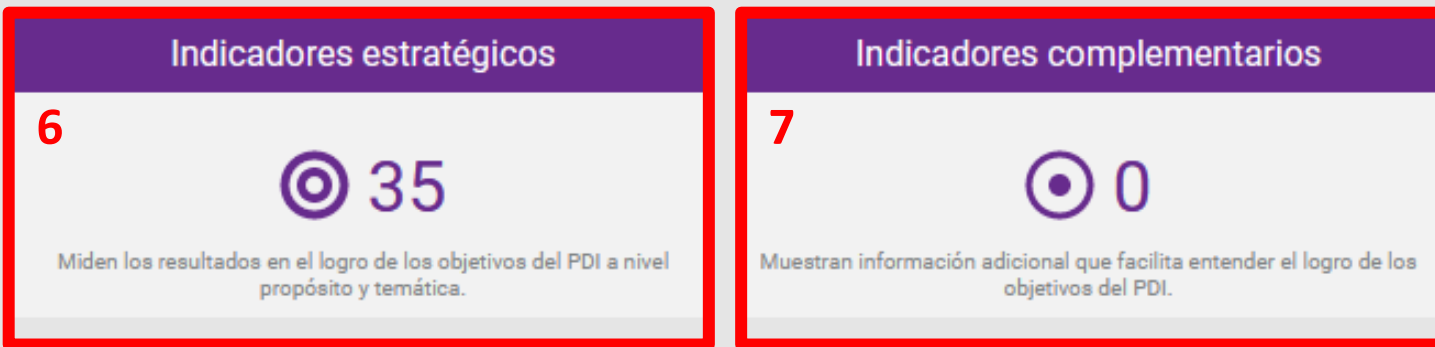 Indicadores estratégicos
6
35
Miden los resultados en el logro de los objetivos del PDI a nivel
propósito y temática.
Indicadores complementarios
7
0
Muestran información adicional que facilita entender el logro de los
objetivos del PDI.